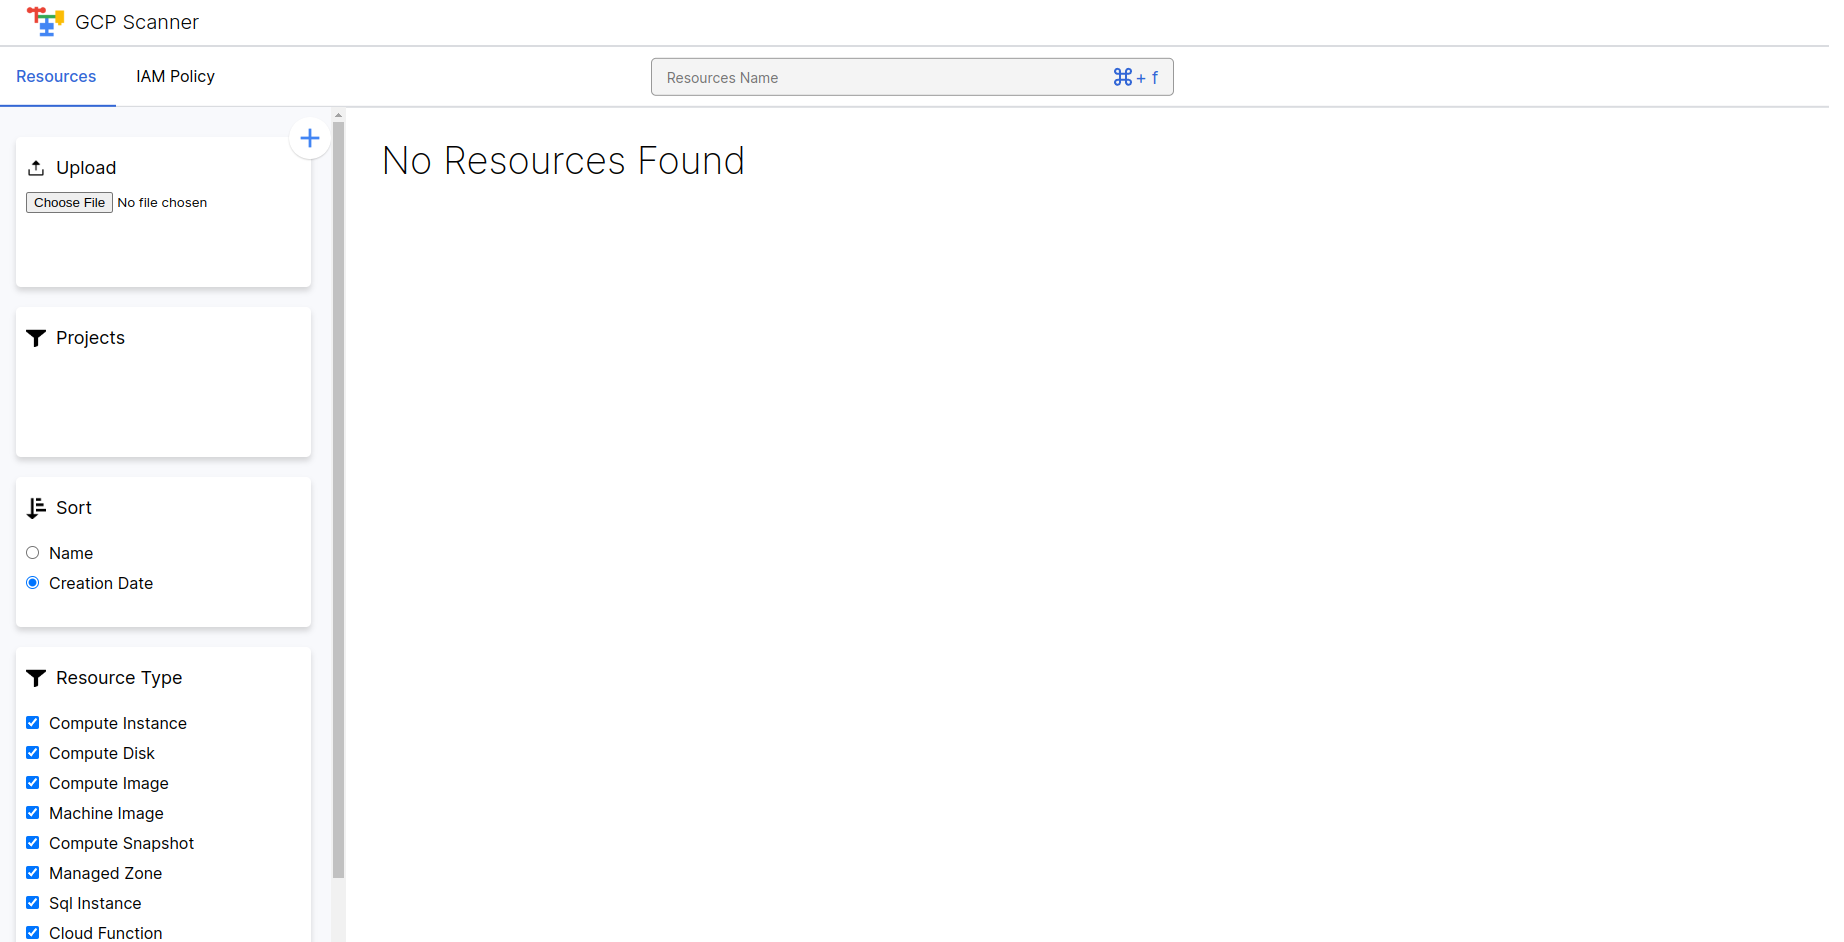 GCP Scanner
Resources
IAM Policy
Resources Name
⌘ + f
Upload
Choose File No file chosen
No Resources Found
Projects
Sort
Name
Creation Date
Resource Type
Compute Instance
Compute Disk
Compute Image
Machine Image
Compute Snapshot
Managed Zone
Sql Instance
Cloud Function